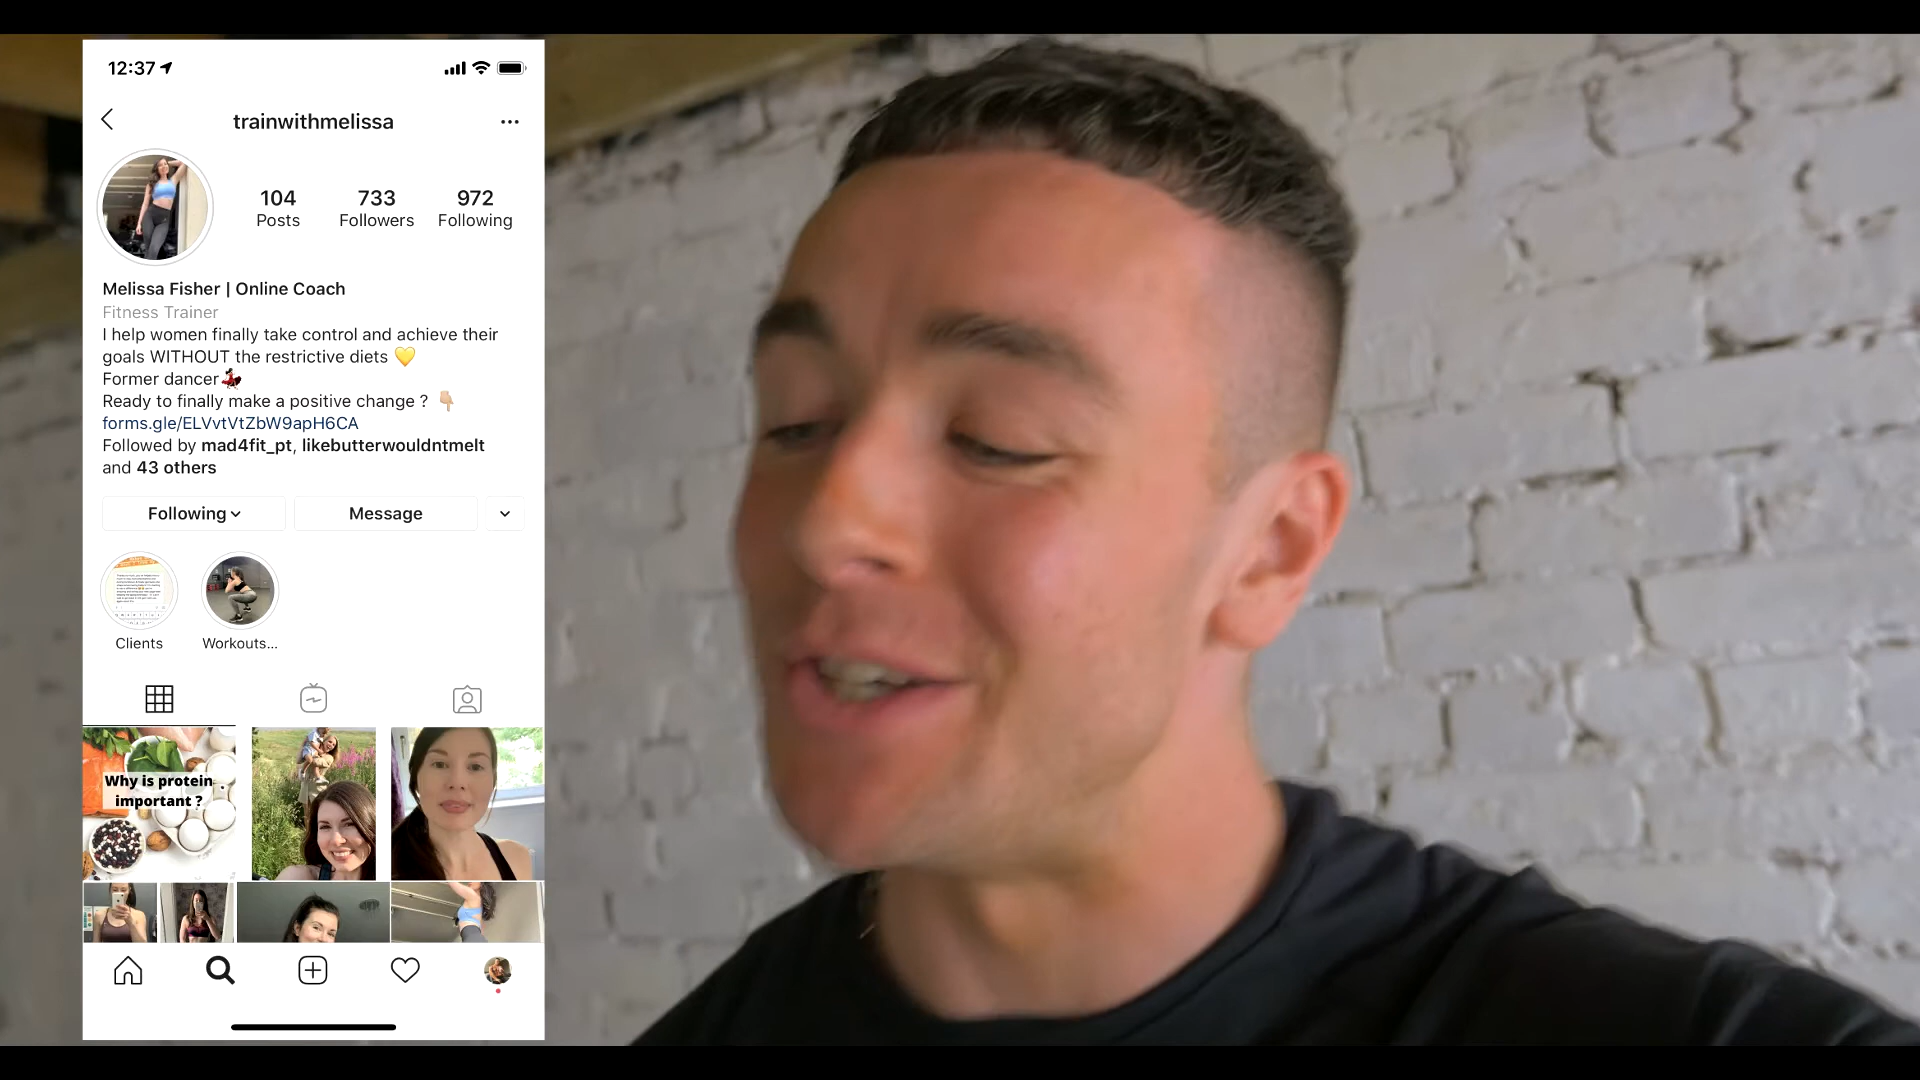 12:37
trainwithmelissa
104
Posts
733
Followers
972
Following
Melissa Fisher | Online Coach
Fitness Trainer
I help women finally take control and achieve their
goals WITHOUT the restrictive diets 💛
Former dancer💃
Ready to finally make a positive change ? 👇🏼
forms.gle/ELVvtVtZbW9apH6CA
Followed by mad4fit_pt, likebutterwouldntmelt
and 43 others
Following
Message
Clients
Workouts...
Why is protein
important ?